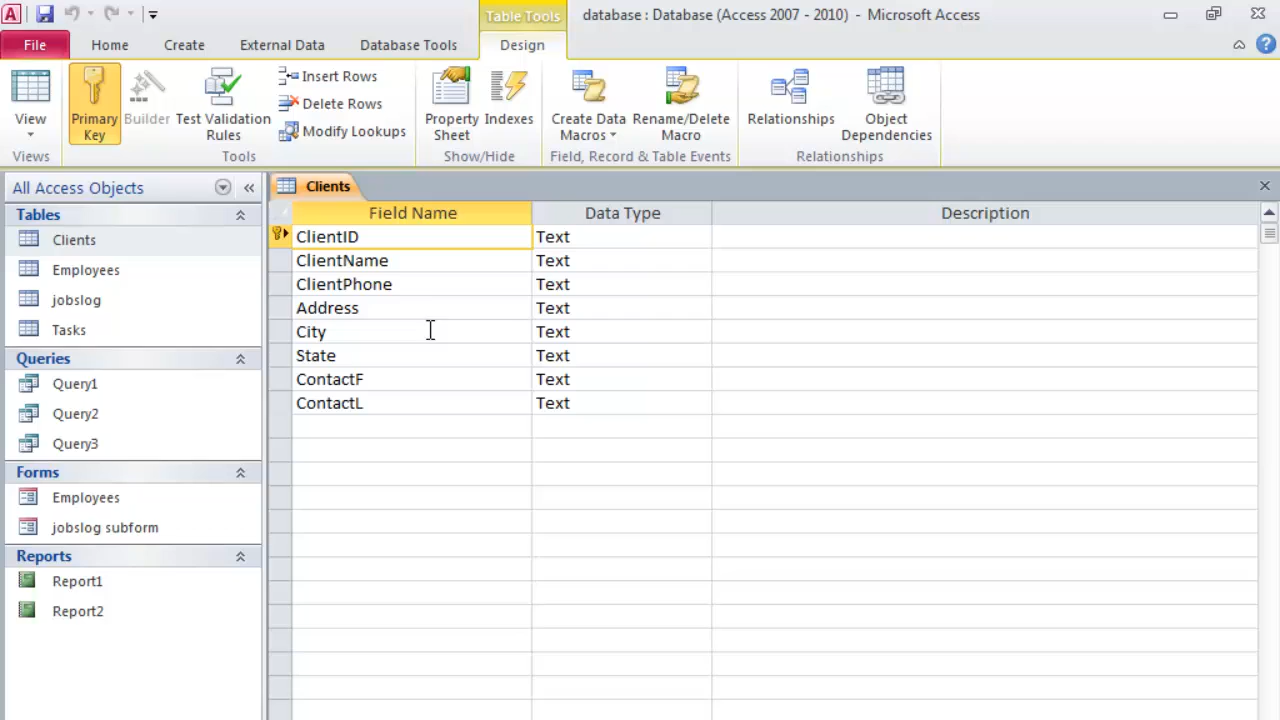 A
Table Tools
database : Database (Access 2007 - 2010) - Microsoft Access
File
Home
Create
External Data
Database Tools
Design
?
View
Primary Key
Builder
Test Validation Rules
Insert Rows
Delete Rows
Modify Lookups
Property Sheet
Indexes
Create Data Macros
Rename/Delete Macro
Relationships
Object Dependencies
Views
Tools
Show/Hide
Field, Record & Table Events
Relationships
All Access Objects
Tables
Clients
Employees
jobslog
Tasks
Queries
Query1
Query2
Query3
Forms
Employees
jobslog subform
Reports
Report1
Report2
Clients
Field Name Data Type Description
ClientID Text
ClientName Text
ClientPhone Text
Address Text
City Text
State Text
ContactF Text
ContactL Text